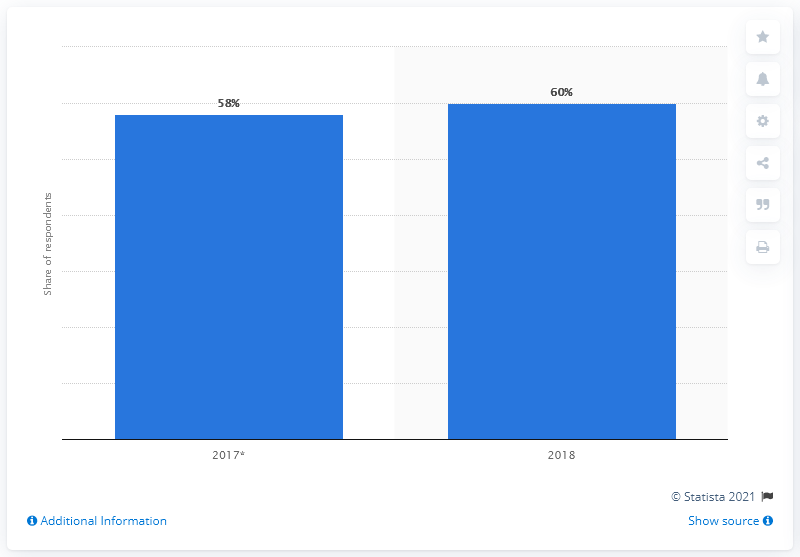 60%
58%
Share of respondents
2017*
2018
© Statista 2021
Additional Information
Show source